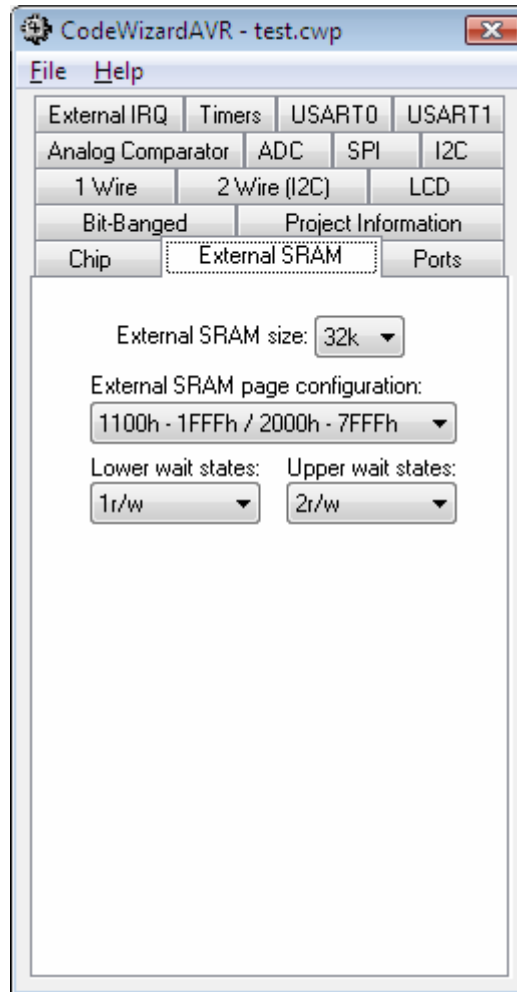 CodeWizardAVR - test.cwp
File Help
External IRQ Timers USART0 USART1
Analog Comparator ADC SPI I2C
1 Wire 2 Wire (I2C) LCD
Bit-Banged Project Information
Chip External SRAM Ports
External SRAM size: 32k
External SRAM page configuration:
1100h - 1FFFh / 2000h - 7FFFh
Lower wait states: Upper wait states:
1r/w 2r/w